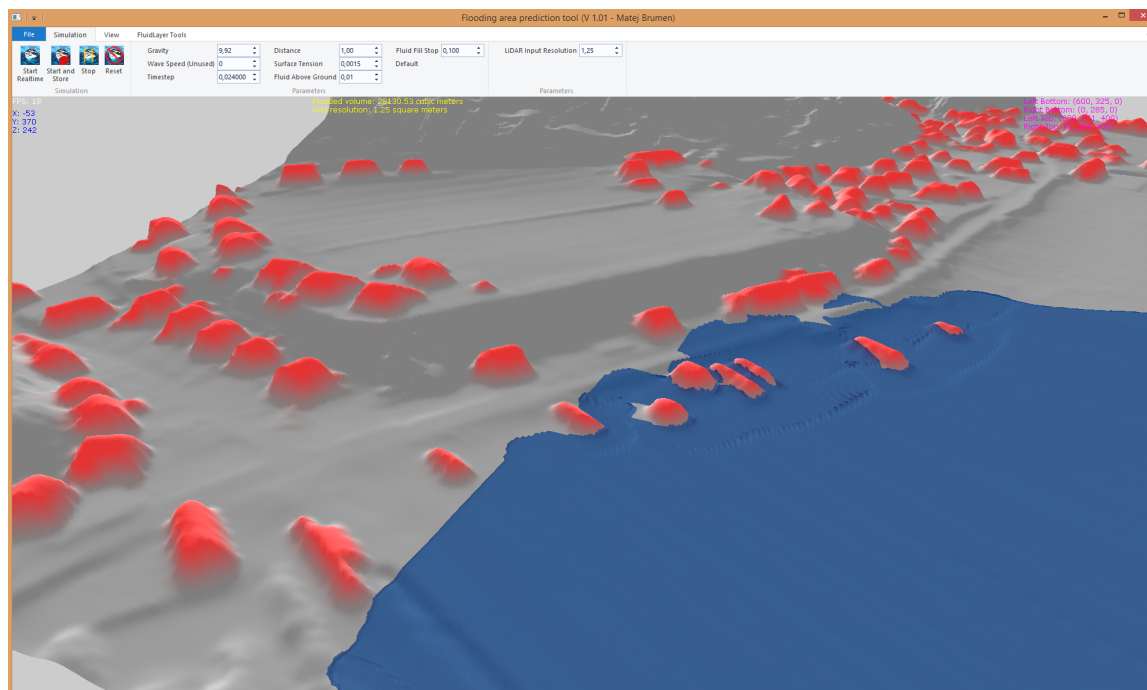 Flooding area prediction tool (V 1.01 - Matej Brumen)
File Simulation View FluidLayer Tools
Start Realtime
Start and Store
Stop
Reset
Simulation
Gravity 9,92
Wave Speed (Unused) 0
Timestep 0,024000
Distance 1,00
Surface Tension 0,0015
Fluid Above Ground 0,01
Fluid Fill Stop 0,100
Default
Parameters
LiDAR Input Resolution 1,25
Parameters
FPS: 19
X: -53
Y: 370
Z: 242
Flooded volume: 28130.53 cubic meters
resolution: 1.25 square meters
Left Bottom: (600, 325, 0)
Bottom: (0, 285, 0)
Left Top: